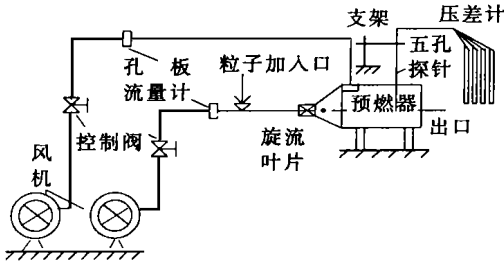 支架
压差计
孔 板
流量计
粒子加入口
五孔
探针
预燃器
出口
控制阀
旋流
叶片
风
机